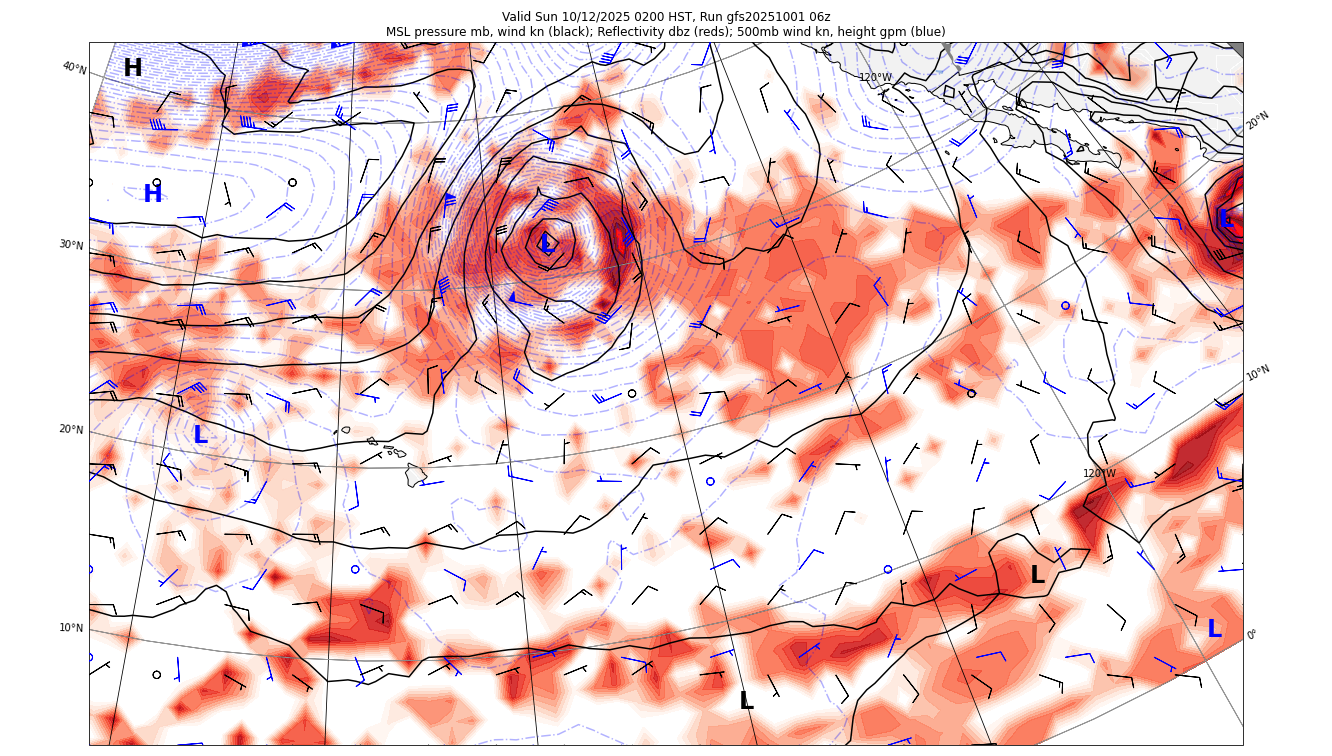 Valid Sun 10/12/2025 0200 HST, Run gfs20251001 06z
MSL pressure mb, wind kn (black); Reflectivity dbz (reds); 500mb wind kn, height gpm (blue)
40°N
H
120°W
20°N
H
L
L
30°N
10°N
20°N
L
120°W
10°N
L
L
0°
L